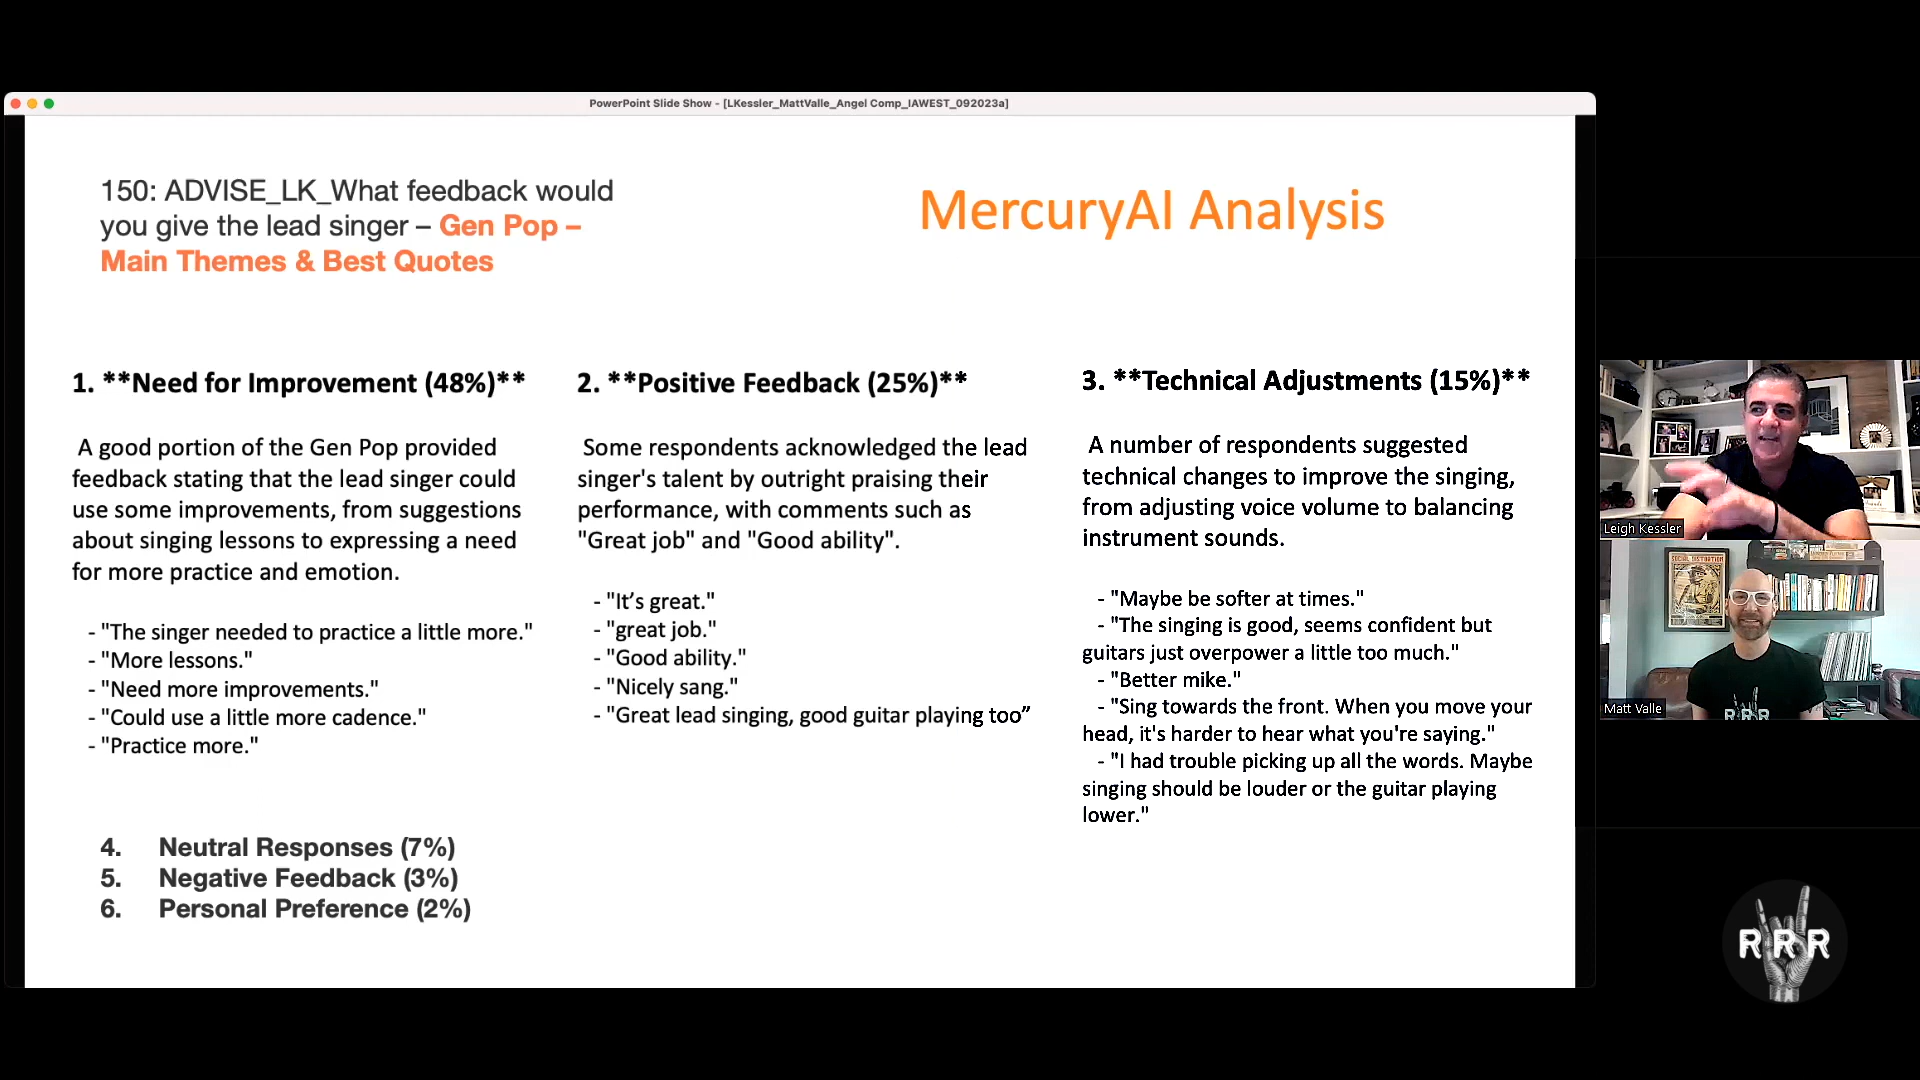 PowerPoint Slide Show - [LKessler_MattValle_Angel Comp_IAWEST_092023a]
150: ADVISE_LK_What feedback would
you give the lead singer – Gen Pop –
Main Themes & Best Quotes
MercuryAI Analysis
1. **Need for Improvement (48%)**
A good portion of the Gen Pop provided
feedback stating that the lead singer could
use some improvements, from suggestions
about singing lessons to expressing a need
for more practice and emotion.
- "The singer needed to practice a little more."
- "More lessons."
- "Need more improvements."
- "Could use a little more cadence."
- "Practice more."
2. **Positive Feedback (25%)**
Some respondents acknowledged the lead
singer's talent by outright praising their
performance, with comments such as
"Great job" and "Good ability".
- "It’s great."
- "great job."
- "Good ability."
- "Nicely sang."
- "Great lead singing, good guitar playing too”
3. **Technical Adjustments (15%)**
A number of respondents suggested
technical changes to improve the singing,
from adjusting voice volume to balancing
instrument sounds.
- "Maybe be softer at times."
- "The singing is good, seems confident but
guitars just overpower a little too much."
- "Better mike."
- "Sing towards the front. When you move your
head, it's harder to hear what you're saying."
- "I had trouble picking up all the words. Maybe
singing should be louder or the guitar playing
lower."
4. Neutral Responses (7%)
5. Negative Feedback (3%)
6. Personal Preference (2%)
Leigh Kessler
SOCIAL DISTORTION
RRR
Matt Valle
RRR